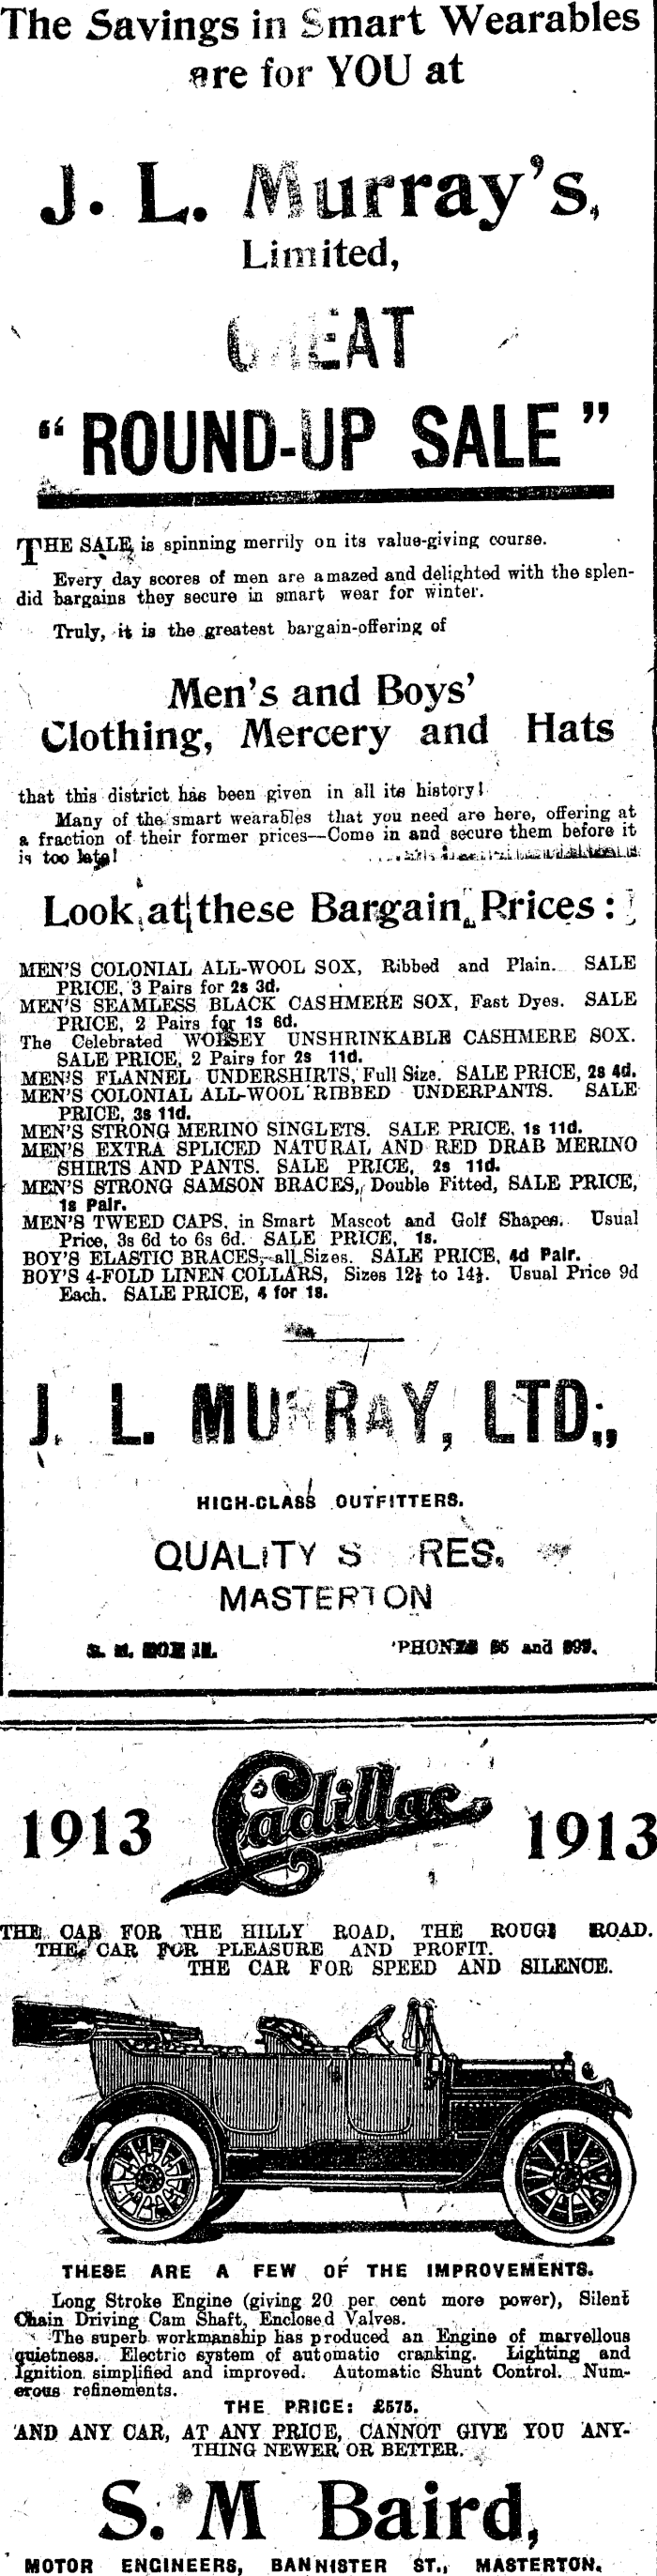 The Savings in Smart Wearables
are for YOU at
J. L. Murray's,
Limited,
GREAT
"ROUND-UP SALE"
THE SALE is spinning merrily on its value-giving course.
Every day scores of men are amazed and delighted with the splen-
did bargains they secure in smart wear for winter.
Truly, it is the greatest bargain-offering of
Men's and Boys'
Clothing, Mercery and Hats
that this district has been given in all its history!
Many of the smart wearables that you need are here, offering at
a fraction of their former prices—Come in and secure them before it
is too late!
Look at these Bargain Prices:
MEN'S COLONIAL ALL-WOOL SOX, Ribbed and Plain. SALE
PRICE, 3 Pairs for 2s 3d.
MEN'S SEAMLESS BLACK CASHMERE SOX, Fast Dyes. SALE
PRICE, 2 Pairs for 1s 6d.
The Celebrated WOLSEY UNSHRINKABLE CASHMERE SOX.
SALE PRICE, 2 Pairs for 2s 11d.
MEN'S FLANNEL UNDERSHIRTS, Full Size. SALE PRICE, 2s 4d.
MEN'S COLONIAL ALL-WOOL RIBBED UNDERPANTS. SALE
PRICE, 3s 11d.
MEN'S STRONG MERINO SINGLETS. SALE PRICE, 1s 11d.
MEN'S EXTRA SPLICED NATURAL AND RED DRAB MERINO
SHIRTS AND PANTS. SALE PRICE, 2s 11d.
MEN'S STRONG SAMSON BRACES, Double Fitted, SALE PRICE,
1s Pair.
MEN'S TWEED CAPS, in Smart Mascot and Golf Shapes. Usual
Price, 3s 6d to 6s 6d. SALE PRICE, 1s.
BOY'S ELASTIC BRACES, all Sizes. SALE PRICE, 4d Pair.
BOY'S 4-FOLD LINEN COLLARS, Sizes 12½ to 14½. Usual Price 9d
Each. SALE PRICE, 4 for 1s.
J. L. MURRAY, LTD.,
HIGH-CLASS OUTFITTERS.
QUALITY STORES.
MASTERTON
'PHONES and
1913 Cadillac 1913
THE CAR FOR THE HILLY ROAD, THE ROUGH ROAD.
THE CAR FOR PLEASURE AND PROFIT.
THE CAR FOR SPEED AND SILENCE.
THESE ARE A FEW OF THE IMPROVEMENTS.
Long Stroke Engine (giving 20 per cent more power), Silent
Chain Driving Cam Shaft, Enclosed Valves.
The superb workmanship has produced an Engine of marvellous
quietness. Electric system of automatic cranking. Lighting and
Ignition simplified and improved. Automatic Shunt Control. Num-
erous refinements.
THE PRICE: £575.
AND ANY CAR, AT ANY PRICE, CANNOT GIVE YOU ANY-
THING NEWER OR BETTER.
S. M Baird,
MOTOR ENGINEERS, BANNISTER ST., MASTERTON.